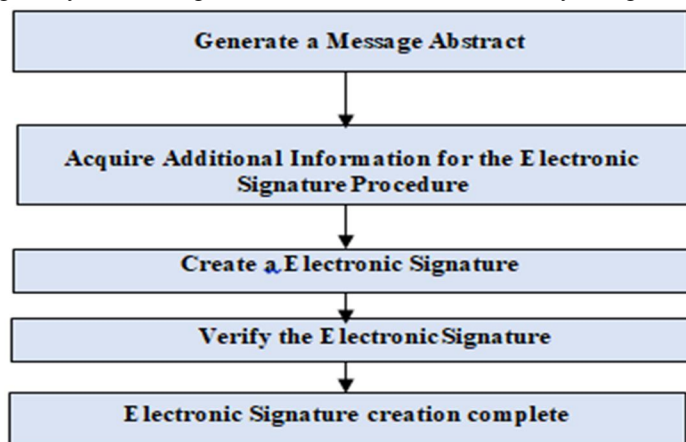 Generate a Message Abstract
Acquire Additional Information for the Electronic
Signature Procedure
Create a Electronic Signature
Verify the Electronic Signature
Electronic Signature creation complete